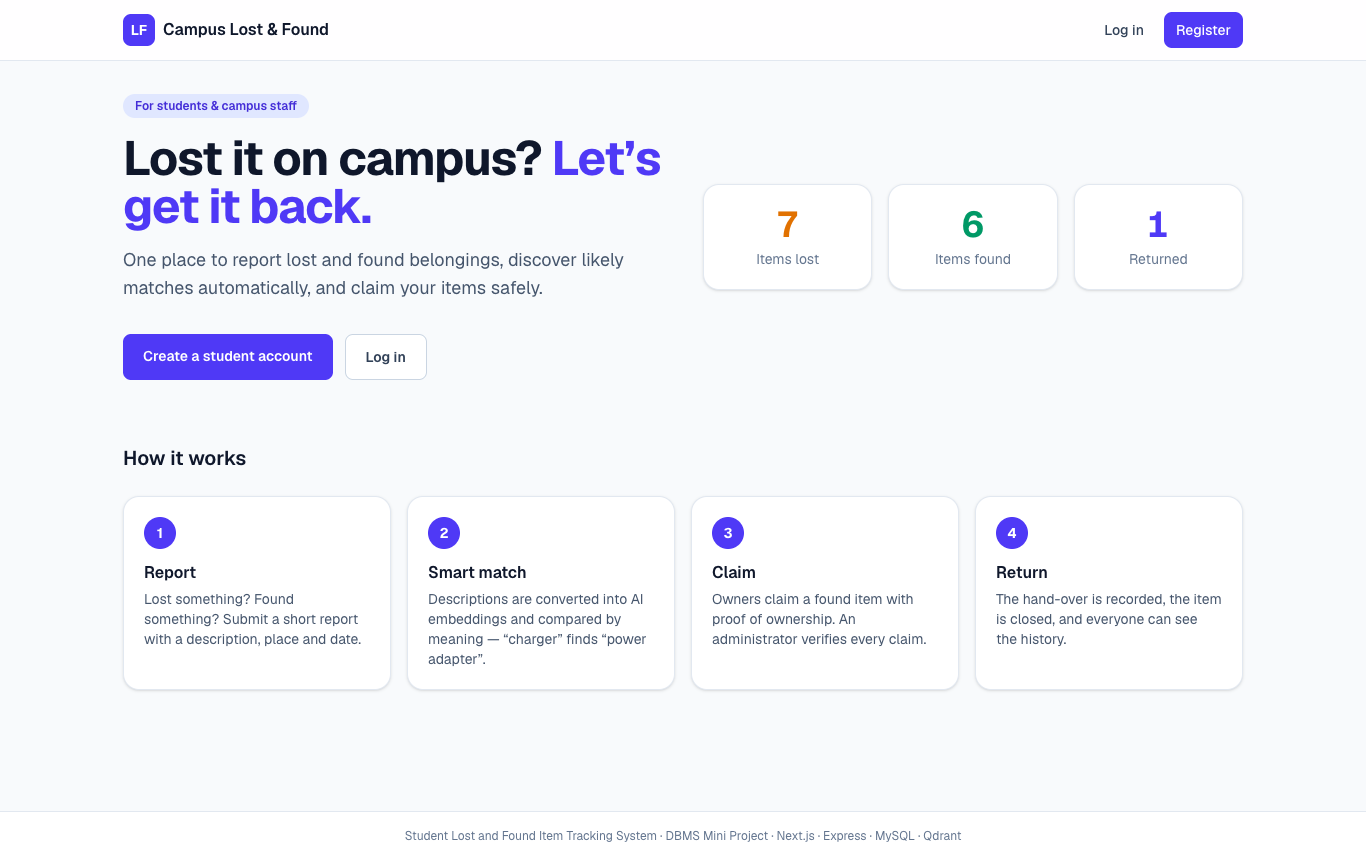 LF Campus Lost & Found
Log in
Register
For students & campus staff
Lost it on campus? Let’s
get it back.
One place to report lost and found belongings, discover likely
matches automatically, and claim your items safely.
Create a student account
Log in
7
Items lost
6
Items found
1
Returned
How it works
1
Report
Lost something? Found
something? Submit a short report
with a description, place and date.
2
Smart match
Descriptions are converted into AI
embeddings and compared by
meaning — “charger” finds “power
adapter”.
3
Claim
Owners claim a found item with
proof of ownership. An
administrator verifies every claim.
4
Return
The hand-over is recorded, the item
is closed, and everyone can see
the history.
Student Lost and Found Item Tracking System · DBMS Mini Project · Next.js · Express · MySQL · Qdrant